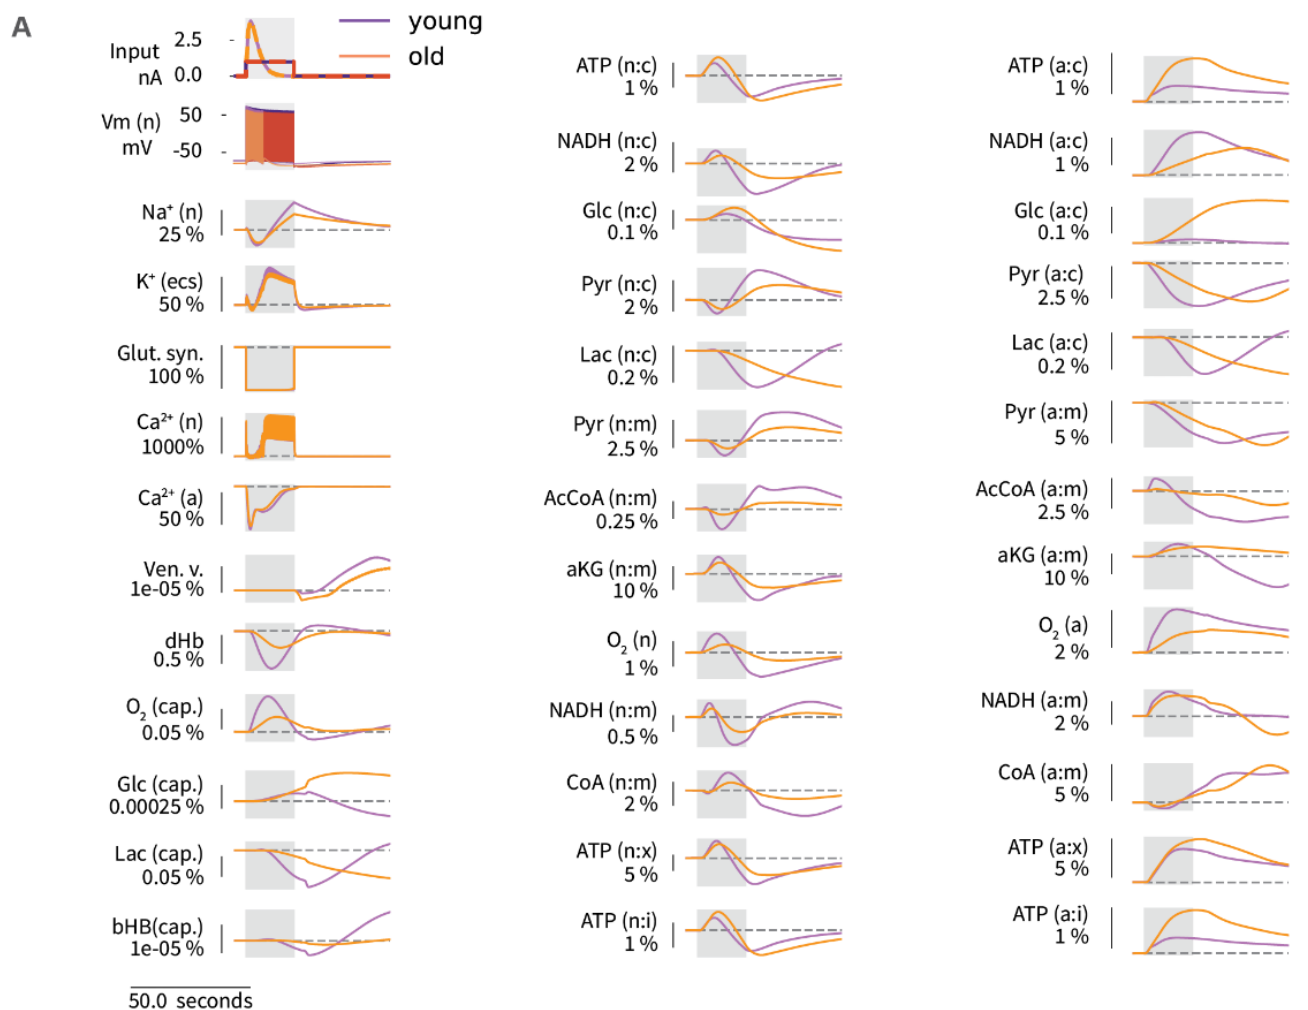 A
young
old
Input
nA
2.5
0.0
Vm (n)
mV
50
-50
Na⁺ (n)
25 %
K⁺ (ecs)
50 %
Glut. syn.
100 %
Ca²⁺ (n)
1000%
Ca²⁺ (a)
50 %
Ven. v.
1e-05 %
dHb
0.5 %
O₂ (cap.)
0.05 %
Glc (cap.)
0.00025 %
Lac (cap.)
0.05 %
bHB(cap.)
1e-05 %
50.0 seconds
ATP (n:c)
1 %
NADH (n:c)
2 %
Glc (n:c)
0.1 %
Pyr (n:c)
2 %
Lac (n:c)
0.2 %
Pyr (n:m)
2.5 %
AcCoA (n:m)
0.25 %
aKG (n:m)
10 %
O₂ (n)
1 %
NADH (n:m)
0.5 %
CoA (n:m)
2 %
ATP (n:x)
5 %
ATP (n:i)
1 %
ATP (a:c)
1 %
NADH (a:c)
1 %
Glc (a:c)
0.1 %
Pyr (a:c)
2.5 %
Lac (a:c)
0.2 %
Pyr (a:m)
5 %
AcCoA (a:m)
2.5 %
aKG (a:m)
10 %
O₂ (a)
2 %
NADH (a:m)
2 %
CoA (a:m)
5 %
ATP (a:x)
5 %
ATP (a:i)
1 %